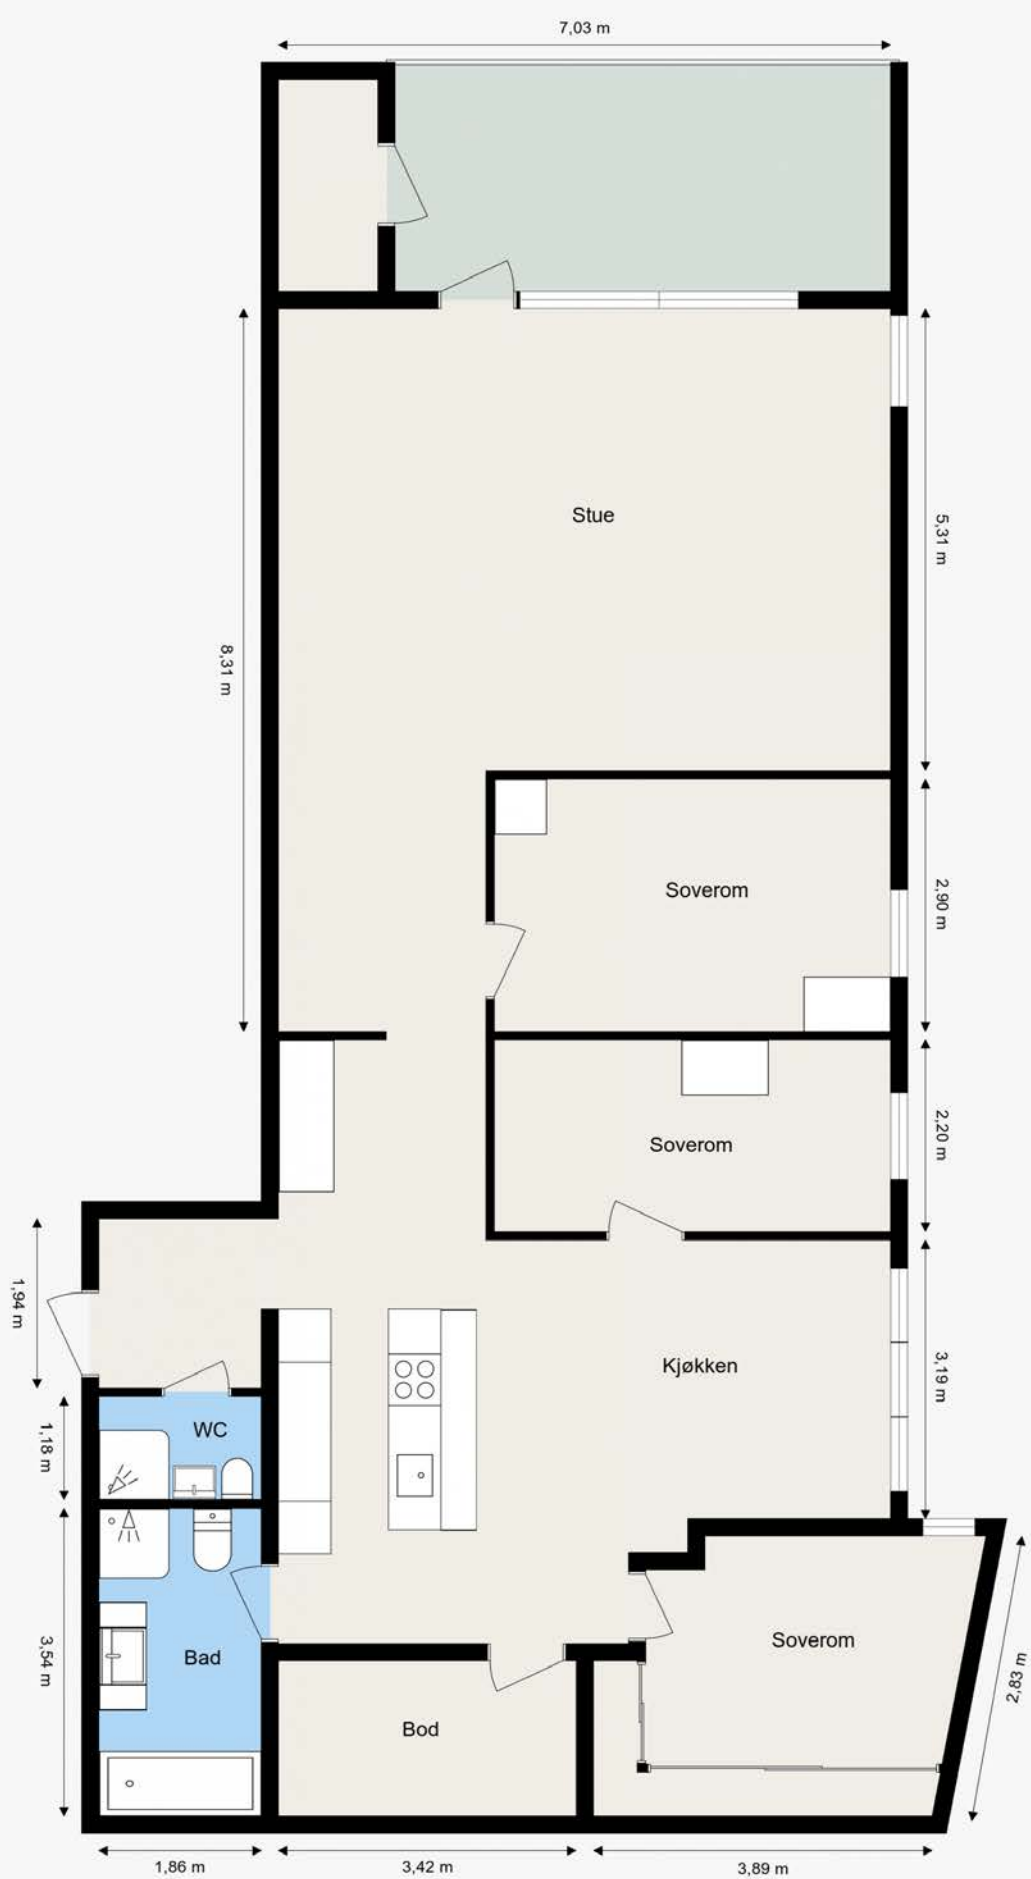 7,03 m
Stue
5,31 m
8,31 m
Soverom
2,90 m
Soverom
2,20 m
1,94 m
Kjøkken
3,19 m
WC
1,18 m
Soverom
2,83 m
Bad
3,54 m
Bod
1,86 m
3,42 m
3,89 m